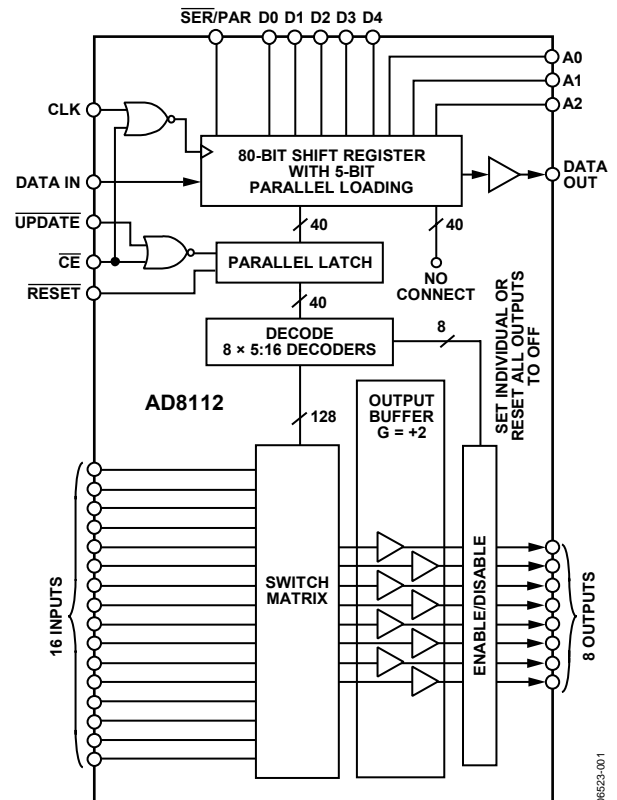 SER/PAR D0 D1 D2 D3 D4
A0
A1
A2
CLK
80-BIT SHIFT REGISTER
WITH 5-BIT
PARALLEL LOADING
DATA
OUT
DATA IN
UPDATE
40
40
CE
PARALLEL LATCH
NO
CONNECT
RESET
40
SET INDIVIDUAL OR
RESET ALL OUTPUTS
TO OFF
DECODE
8 × 5:16 DECODERS
8
AD8112
OUTPUT
BUFFER
G = +2
128
SWITCH
MATRIX
ENABLE/DISABLE
16 INPUTS
8 OUTPUTS
06523-001